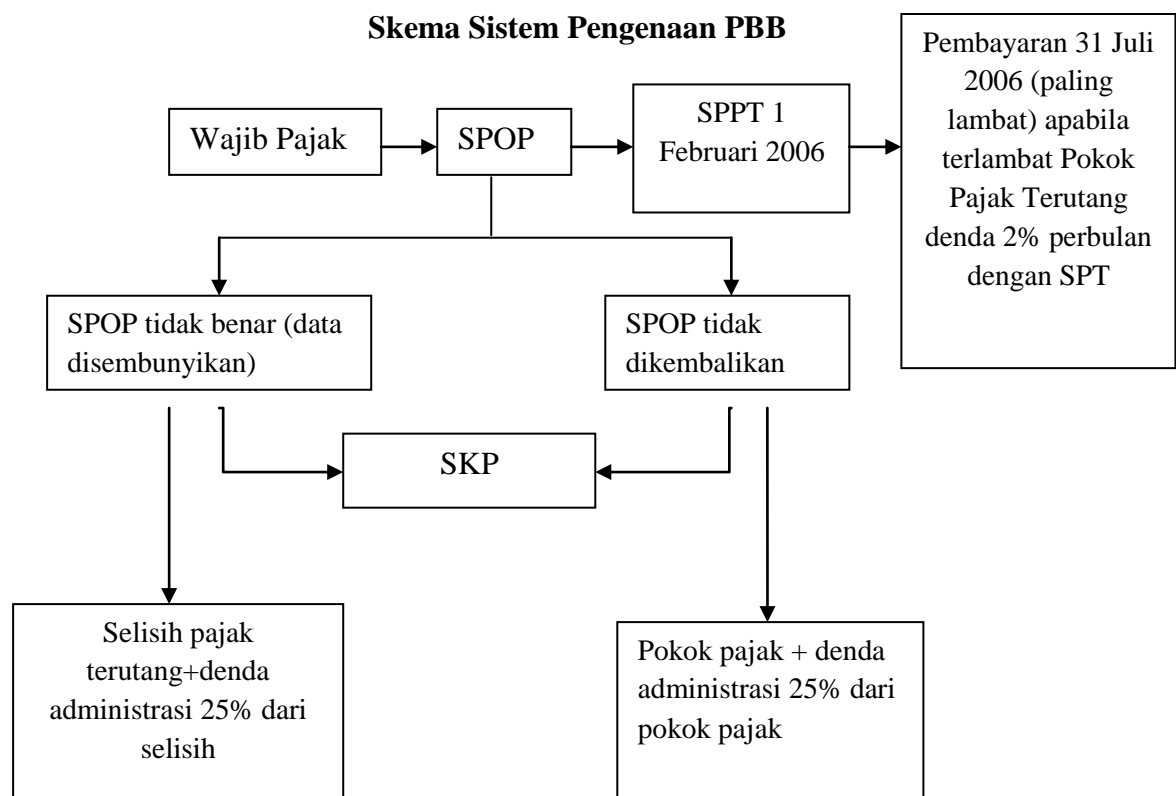 Skema Sistem Pengenaan PBB
Wajib Pajak
SPOP
SPPT 1
Februari 2006
Pembayaran 31 Juli
2006 (paling
lambat) apabila
terlambat Pokok
Pajak Terutang
denda 2% perbulan
dengan SPT
SPOP tidak benar (data
disembunyikan)
SPOP tidak
dikembalikan
SKP
Selisih pajak
terutang+denda
administrasi 25% dari
selisih
Pokok pajak + denda
administrasi 25% dari
pokok pajak